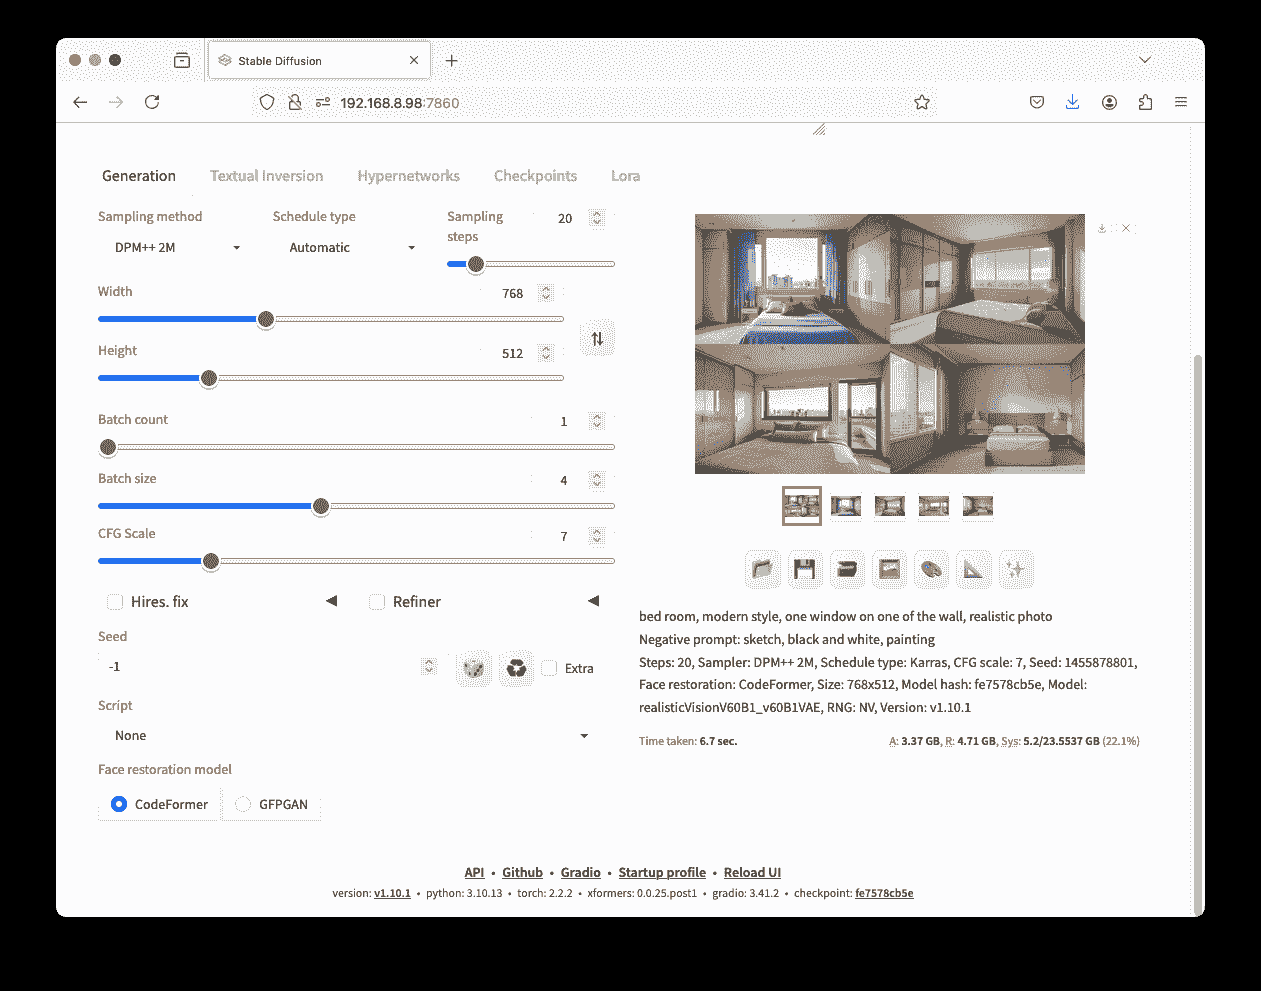 Stable Diffusion
192.168.8.98:7860
Generation Textual Inversion Hypernetworks Checkpoints Lora
Sampling method
DPM++ 2M
Schedule type
Automatic
Sampling steps
20
Width
768
Height
512
Batch count
1
Batch size
4
CFG Scale
7
Hires. fix
Refiner
Seed
-1
Extra
Script
None
Face restoration model
CodeFormer
GFPGAN
bed room, modern style, one window on one of the wall, realistic photo
Negative prompt: sketch, black and white, painting
Steps: 20, Sampler: DPM++ 2M, Schedule type: Karras, CFG scale: 7, Seed: 1455878801,
Face restoration: CodeFormer, Size: 768x512, Model hash: fe7578cb5e, Model:
realisticVisionV60B1_v60B1VAE, RNG: NV, Version: v1.10.1
Time taken: 6.7 sec.
A: 3.37 GB, R: 4.71 GB, Sys: 5.2/23.5537 GB (22.1%)
API • Github • Gradio • Startup profile • Reload UI
version: v1.10.1 • python: 3.10.13 • torch: 2.2.2 • xformers: 0.0.25.post1 • gradio: 3.41.2 • checkpoint: fe7578cb5e